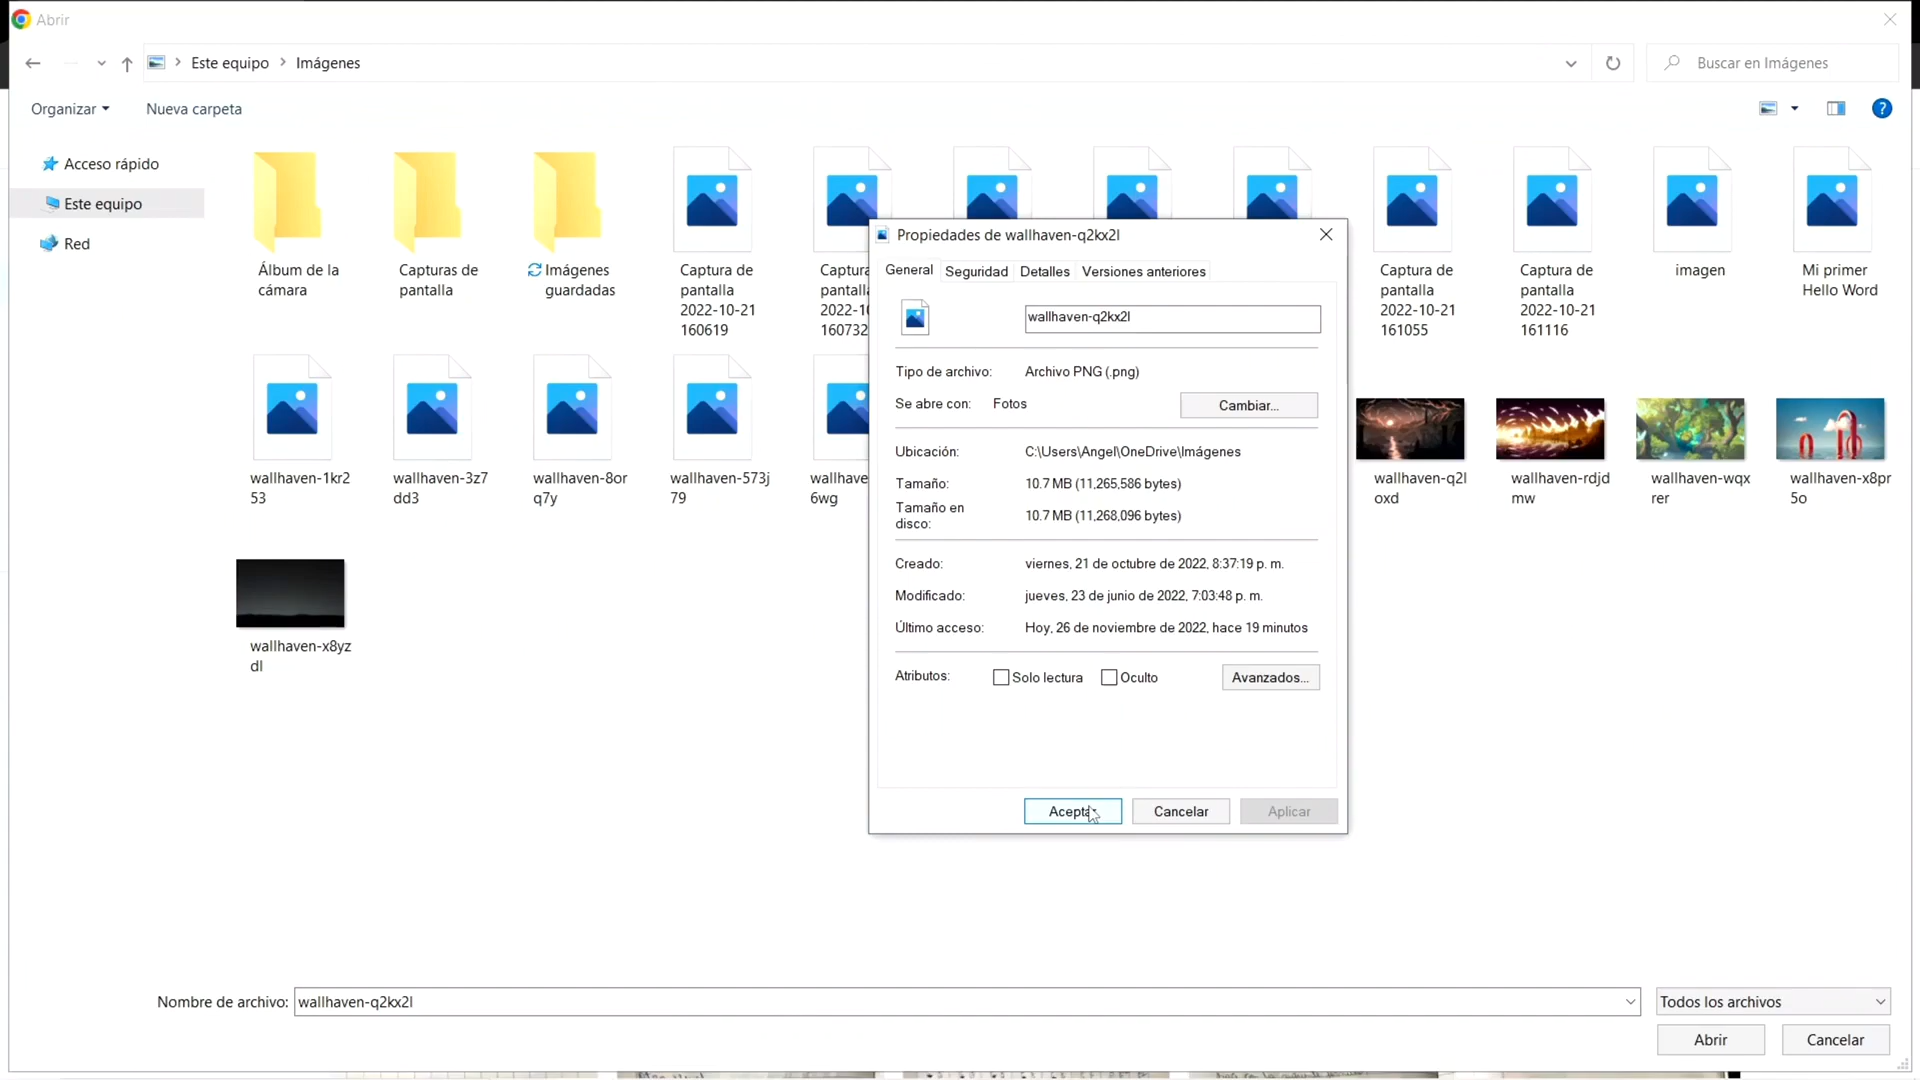 Abrir
Este equipo
Imágenes
Buscar en Imágenes
Organizar
Nueva carpeta
Acceso rápido
Este equipo
Red
Álbum de la
cámara
Capturas de
pantalla
Imágenes
guardadas
Captura de
pantalla
2022-10-21
160619
Captura de
pantalla
2022-10-21
161055
Captura de
pantalla
2022-10-21
161116
imagen
Mi primer
Hello Word
wallhaven-1kr2
53
wallhaven-3z7
dd3
wallhaven-8or
q7y
wallhaven-573j
79
6wg
wallhaven-q2l
oxd
wallhaven-rdjd
mw
wallhaven-wqx
rer
wallhaven-x8pr
5o
wallhaven-x8yz
dl
Propiedades de wallhaven-q2kx2l
General Seguridad Detalles Versiones anteriores
wallhaven-q2kx2l
Tipo de archivo: Archivo PNG (.png)
Se abre con: Fotos Cambiar...
Ubicación: C:\Users\Angel\OneDrive\Imágenes
Tamaño: 10.7 MB (11,265,586 bytes)
Tamaño en
disco: 10.7 MB (11,268,096 bytes)
Creado: viernes, 21 de octubre de 2022, 8:37:19 p. m.
Modificado: jueves, 23 de junio de 2022, 7:03:48 p. m.
Último acceso: Hoy, 26 de noviembre de 2022, hace 19 minutos
Atributos: Solo lectura Oculto Avanzados...
Aceptar Cancelar Aplicar
Nombre de archivo: wallhaven-q2kx2l
Todos los archivos
Abrir Cancelar